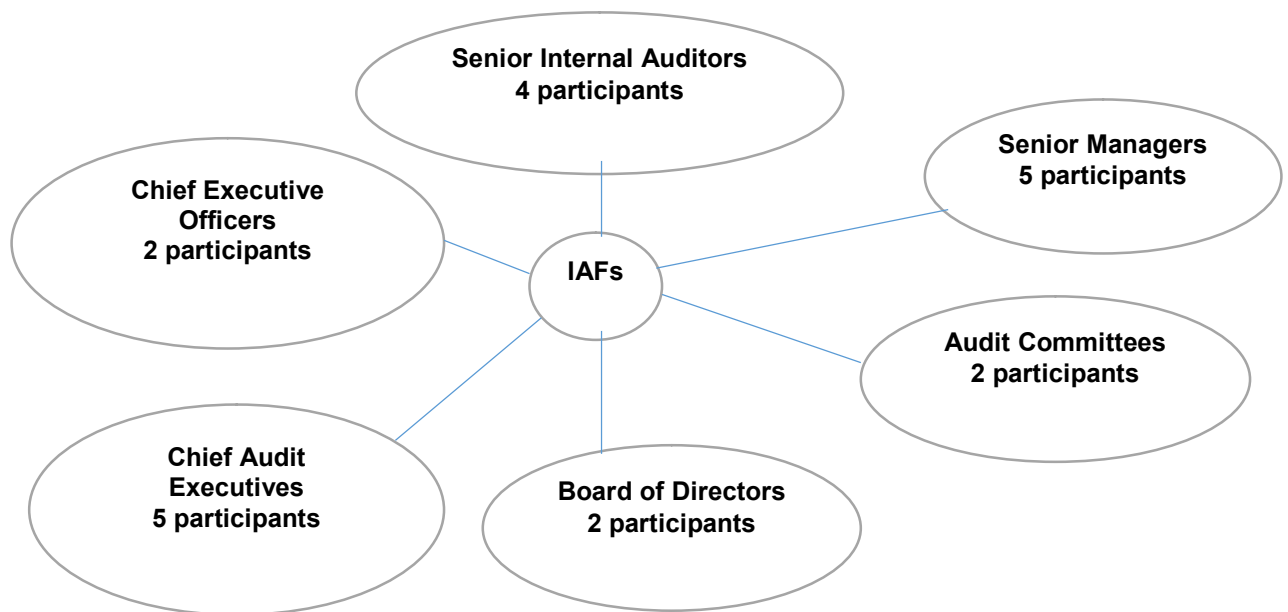 Senior Internal Auditors
4 participants
Senior Managers
5 participants
Chief Executive
Officers
2 participants
IAFs
Audit Committees
2 participants
Chief Audit
Executives
5 participants
Board of Directors
2 participants